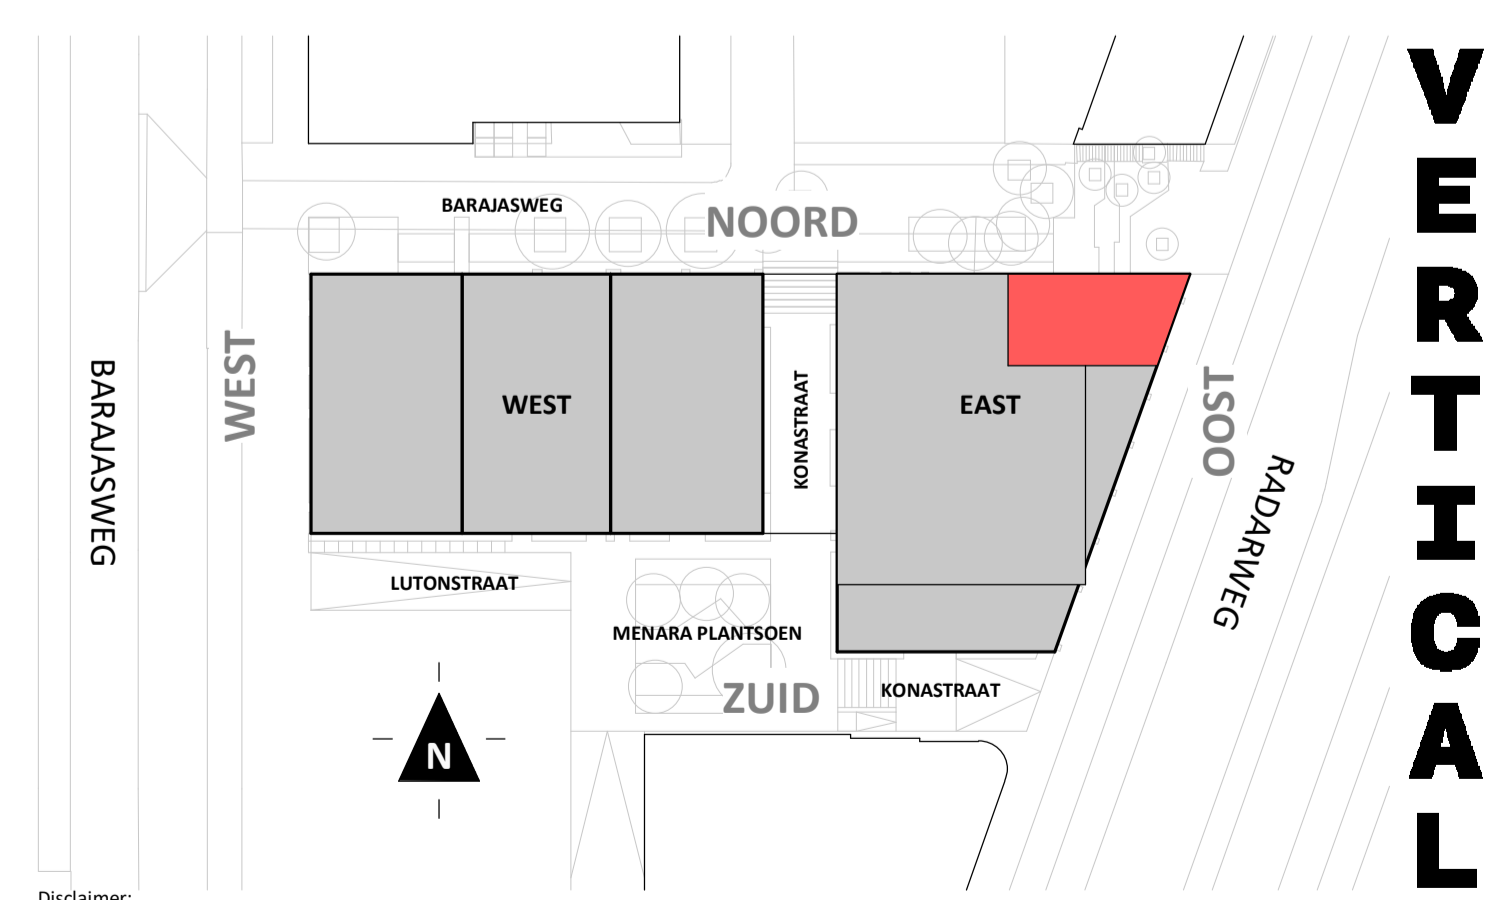 BARAJASWEG
NOORD
WEST
BARAJASWEG
WEST
KONASTRAAT
EAST
OOST
RADARWEG
LUTONSTRAAT
MENARA PLANTSOEN
ZUID
KONASTRAAT
N
VERTICAL
Disclaimer: